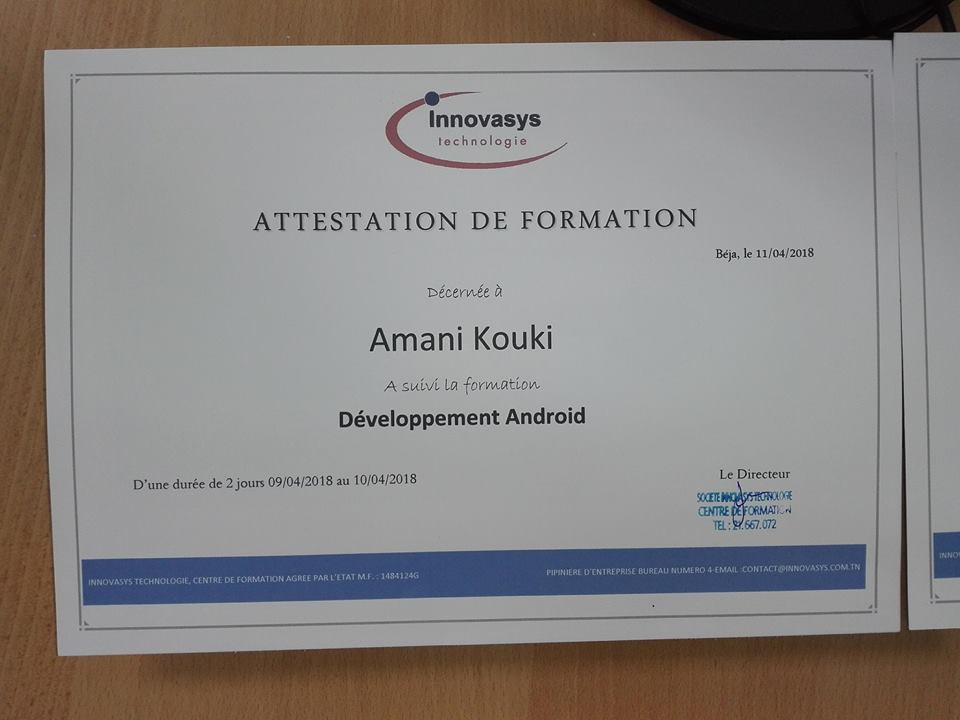 Innovasys
technologie
ATTESTATION DE FORMATION
Béja, le 11/04/2018
Décernée à
Amani Kouki
A suivi la formation
Développement Android
D'une durée de 2 jours 09/04/2018 au 10/04/2018
Le Directeur
SOCIETE INNOVASYS TECHNOLOGIE
CENTRE DE FORMATION
TEL : 21.667.072
INNOVASYS TECHNOLOGIE, CENTRE DE FORMATION AGREE PAR L'ETAT M.F. : 1484124G
PIPINIERE D'ENTREPRISE BUREAU NUMERO 4-EMAIL :CONTACT@INNOVASYS.COM.TN